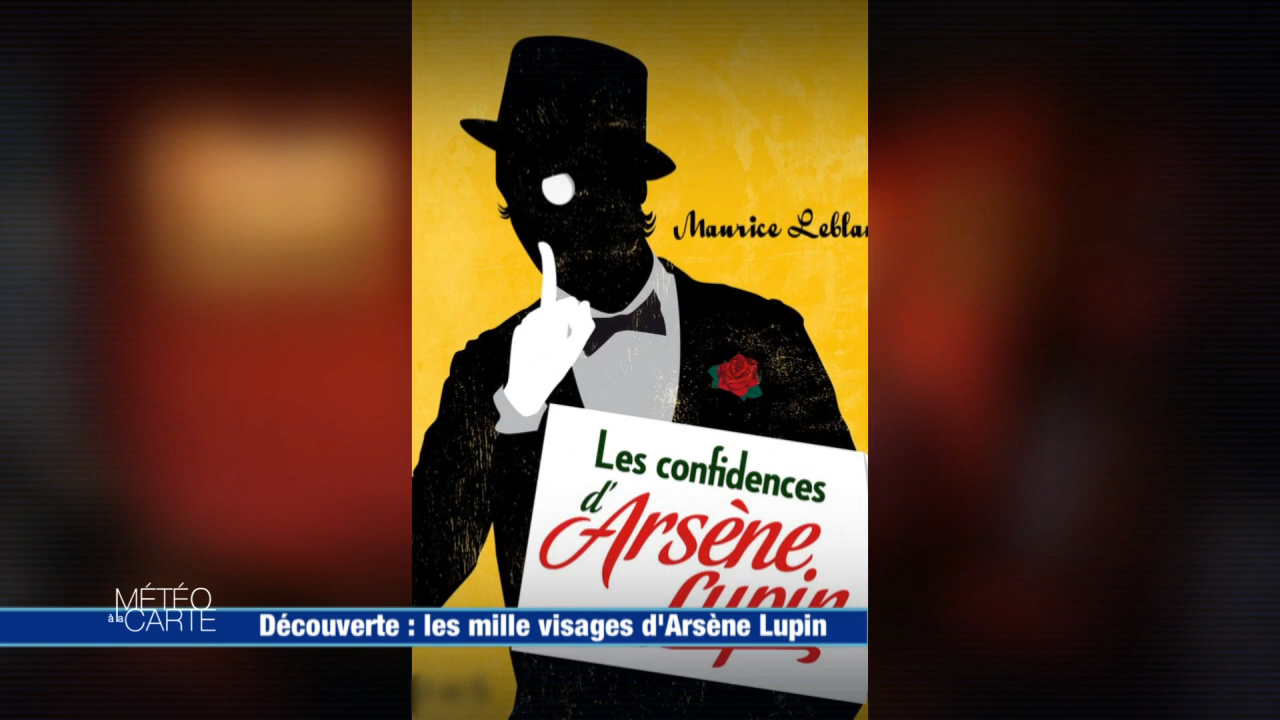 Maurice Lebla
Les confidences
d'Arsène
Lupin
MÉTÉO
à la CARTE
Découverte : les mille visages d'Arsène Lupin